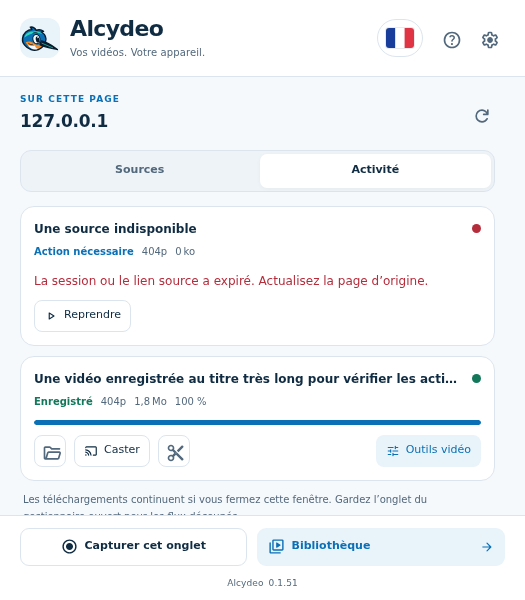 Alcydeo
Vos vidéos. Votre appareil.
SUR CETTE PAGE
127.0.0.1
Sources
Activité
Une source indisponible
Action nécessaire 404p 0 ko
La session ou le lien source a expiré. Actualisez la page d’origine.
Reprendre
Une vidéo enregistrée au titre très long pour vérifier les acti…
Enregistré 404p 1,8 Mo 100 %
Caster
Outils vidéo
Les téléchargements continuent si vous fermez cette fenêtre. Gardez l’onglet du
Capturer cet onglet
Bibliothèque
Alcydeo 0.1.51